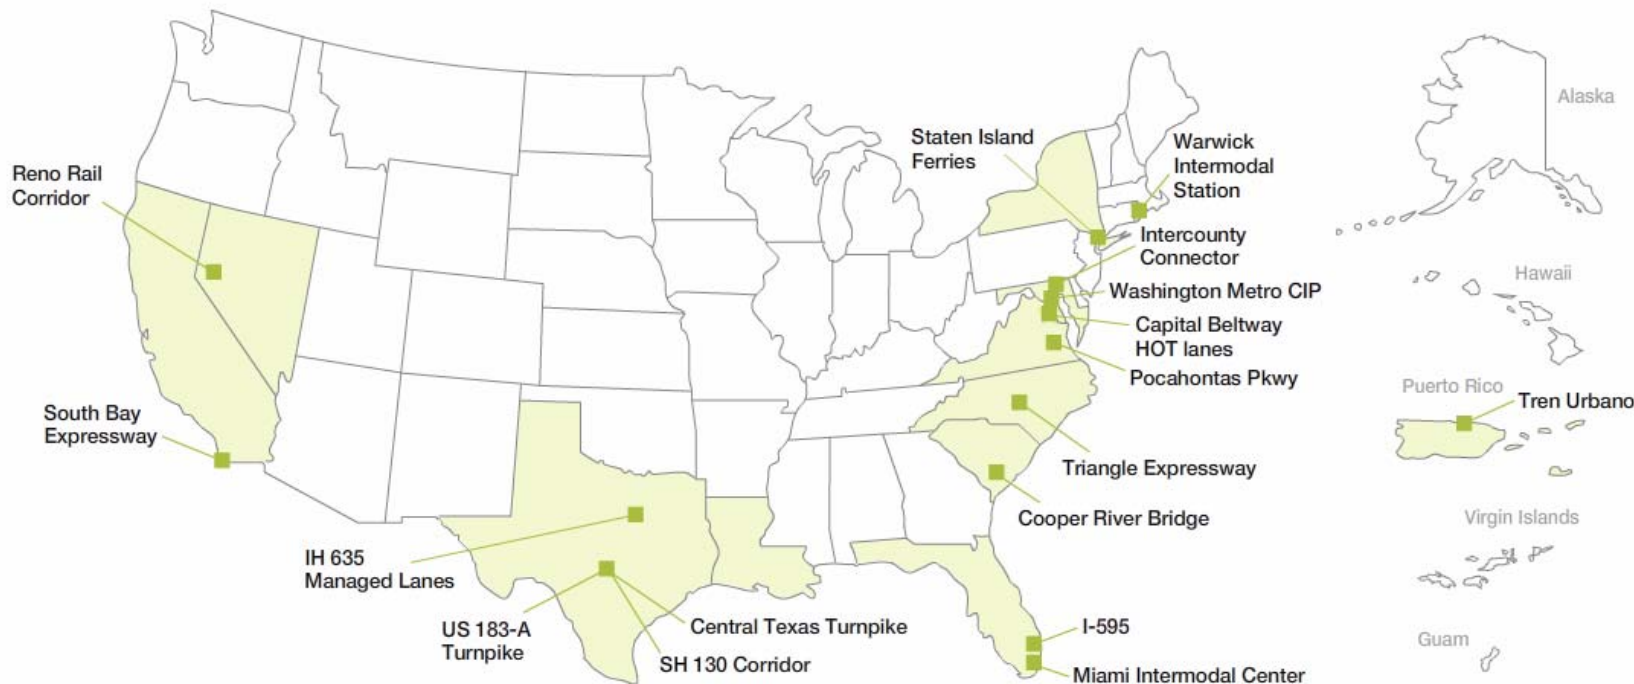 Alaska
Staten Island
Ferries
Warwick
Intermodal
Station
Reno Rail
Corridor
Intercounty
Connector
Hawaii
Washington Metro CIP
Capital Beltway
HOT lanes
Pocahontas Pkwy
Puerto Rico
Tren Urbano
South Bay
Expressway
Triangle Expressway
Cooper River Bridge
Virgin Islands
IH 635
Managed Lanes
US 183-A
Turnpike
Central Texas Turnpike
SH 130 Corridor
I-595
Miami Intermodal Center
Guam